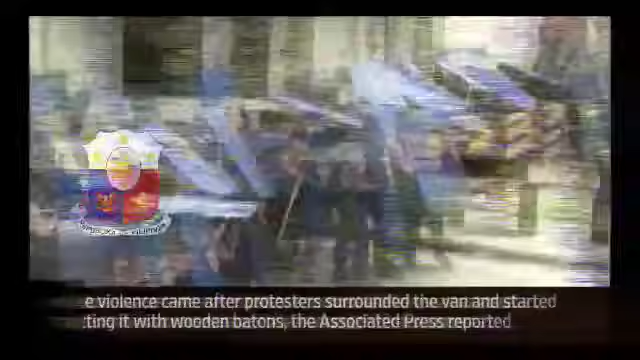 e violence came after protesters surrounded the van and started
ting it with wooden batons, the Associated Press reported